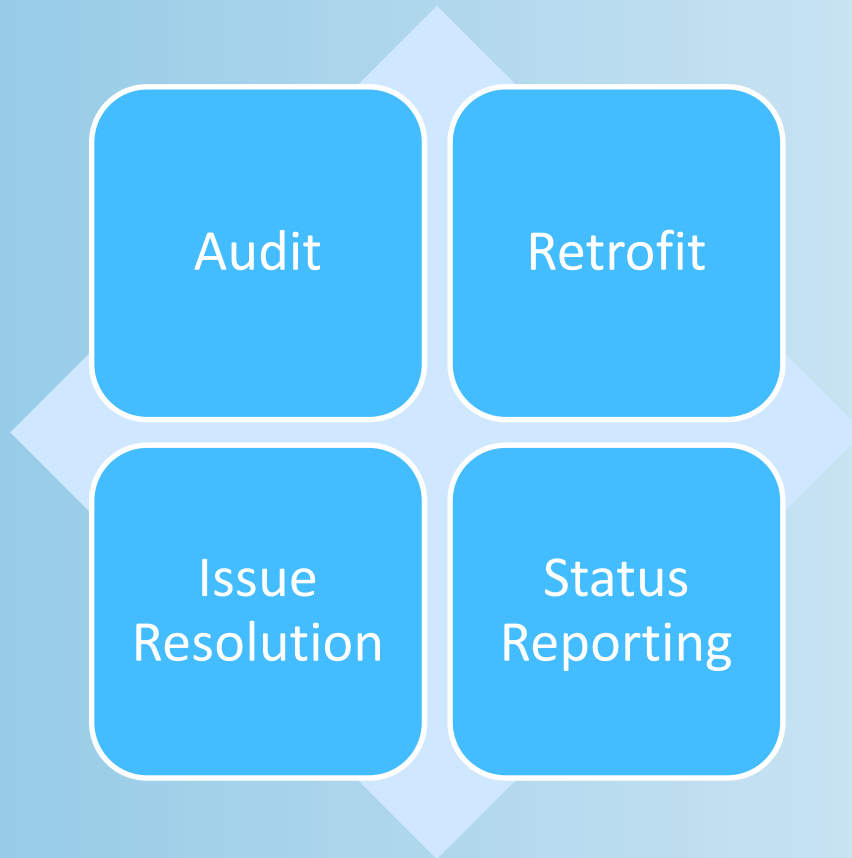 Audit
Retrofit
Issue
Resolution
Status
Reporting